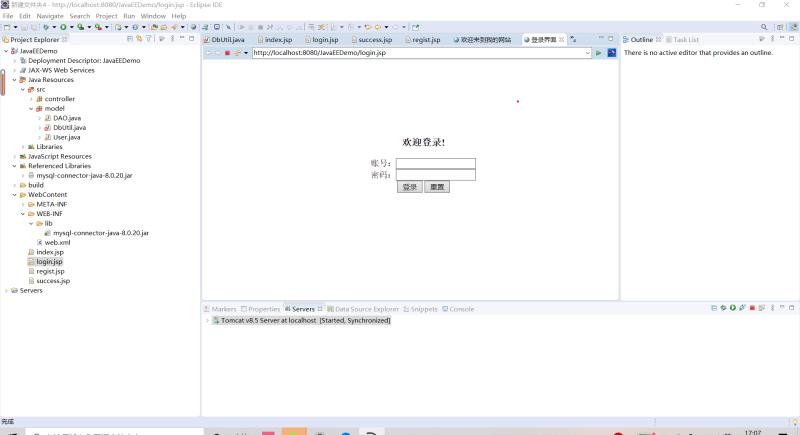 新建文件夹4 - http://localhost:8080/JavaEEDemo/login.jsp - Eclipse IDE
File Edit Navigate Search Project Run Window Help
Project Explorer
JavaEEDemo
Deployment Descriptor: JavaEEDemo
JAX-WS Web Services
Java Resources
src
controller
model
DAO.java
DbUtil.java
User.java
Libraries
JavaScript Resources
Referenced Libraries
mysql-connector-java-8.0.20.jar
build
WebContent
META-INF
WEB-INF
lib
mysql-connector-java-8.0.20.jar
web.xml
index.jsp
login.jsp
regist.jsp
success.jsp
Servers
DbUtil.java index.jsp login.jsp success.jsp regist.jsp 欢迎来到我的网站 登录界面
http://localhost:8080/JavaEEDemo/login.jsp
欢迎登录!
账号:
密码:
登录 重置
Outline Task List
There is no active editor that provides an outline.
Markers Properties Servers Data Source Explorer Snippets Console
Tomcat v8.5 Server at localhost [Started, Synchronized]
完成
17:07